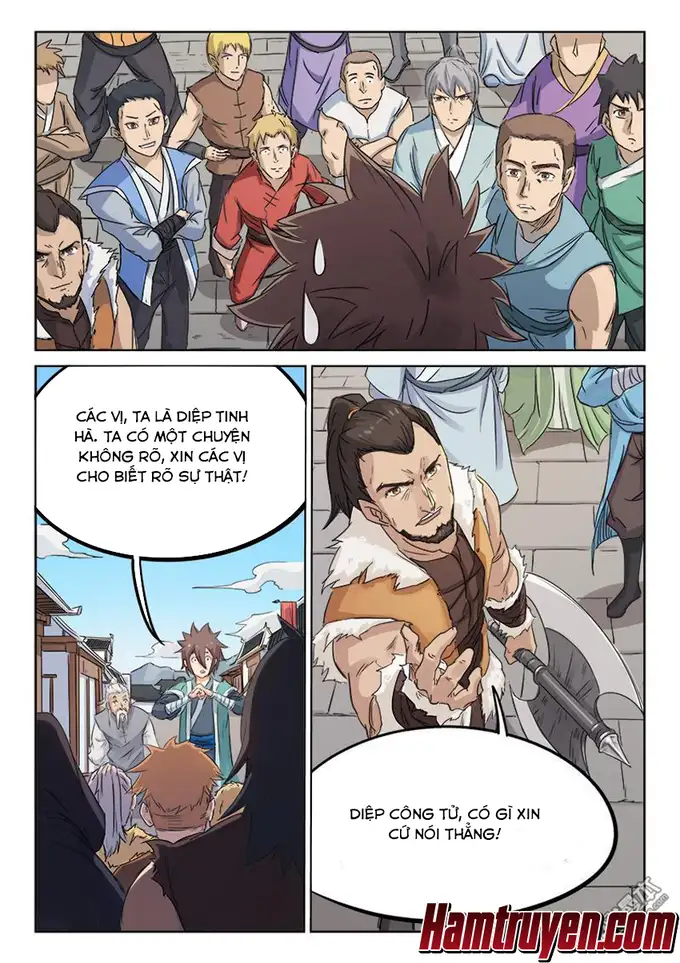 CÁC VỊ, TA LÀ DIỆP TINH
HÀ. TA CÓ MỘT CHUYỆN
KHÔNG RÕ, XIN CÁC VỊ
CHO BIẾT RÕ SỰ THẬT!
DIỆP CÔNG TỬ, CÓ GÌ XIN
CỨ NÓI THẲNG!
Hamtruyen.com